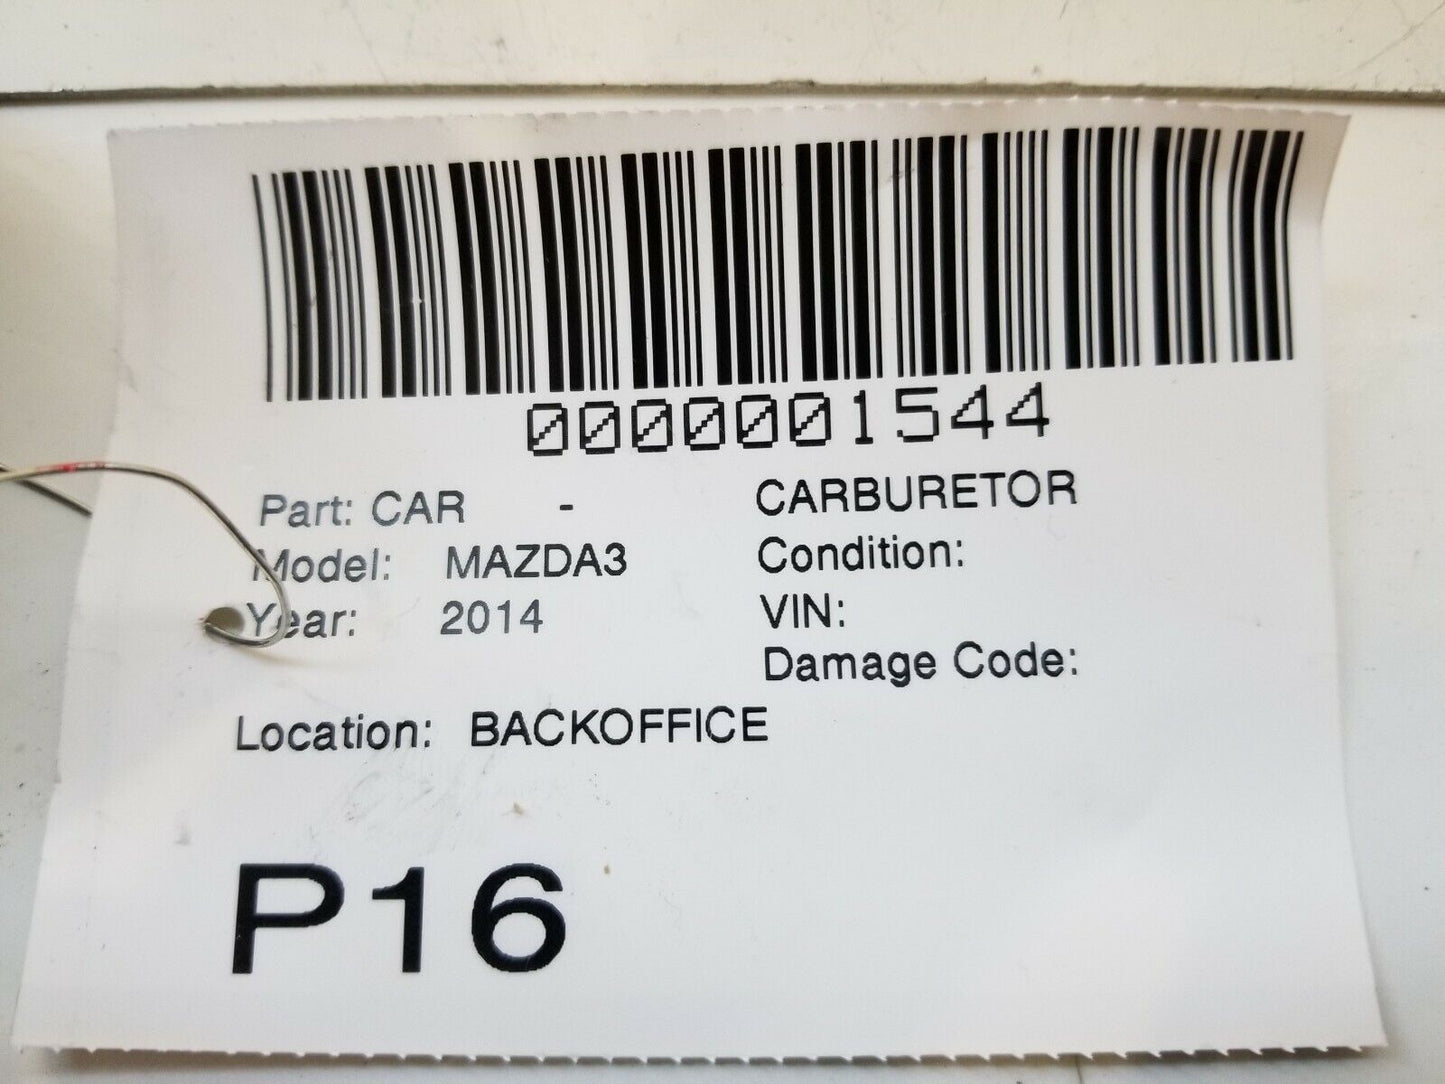 0000001544
Part: CAR - CARBURETOR
Model: MAZDA3 Condition:
Year: 2014 VIN:
Damage Code:
Location: BACKOFFICE
P16